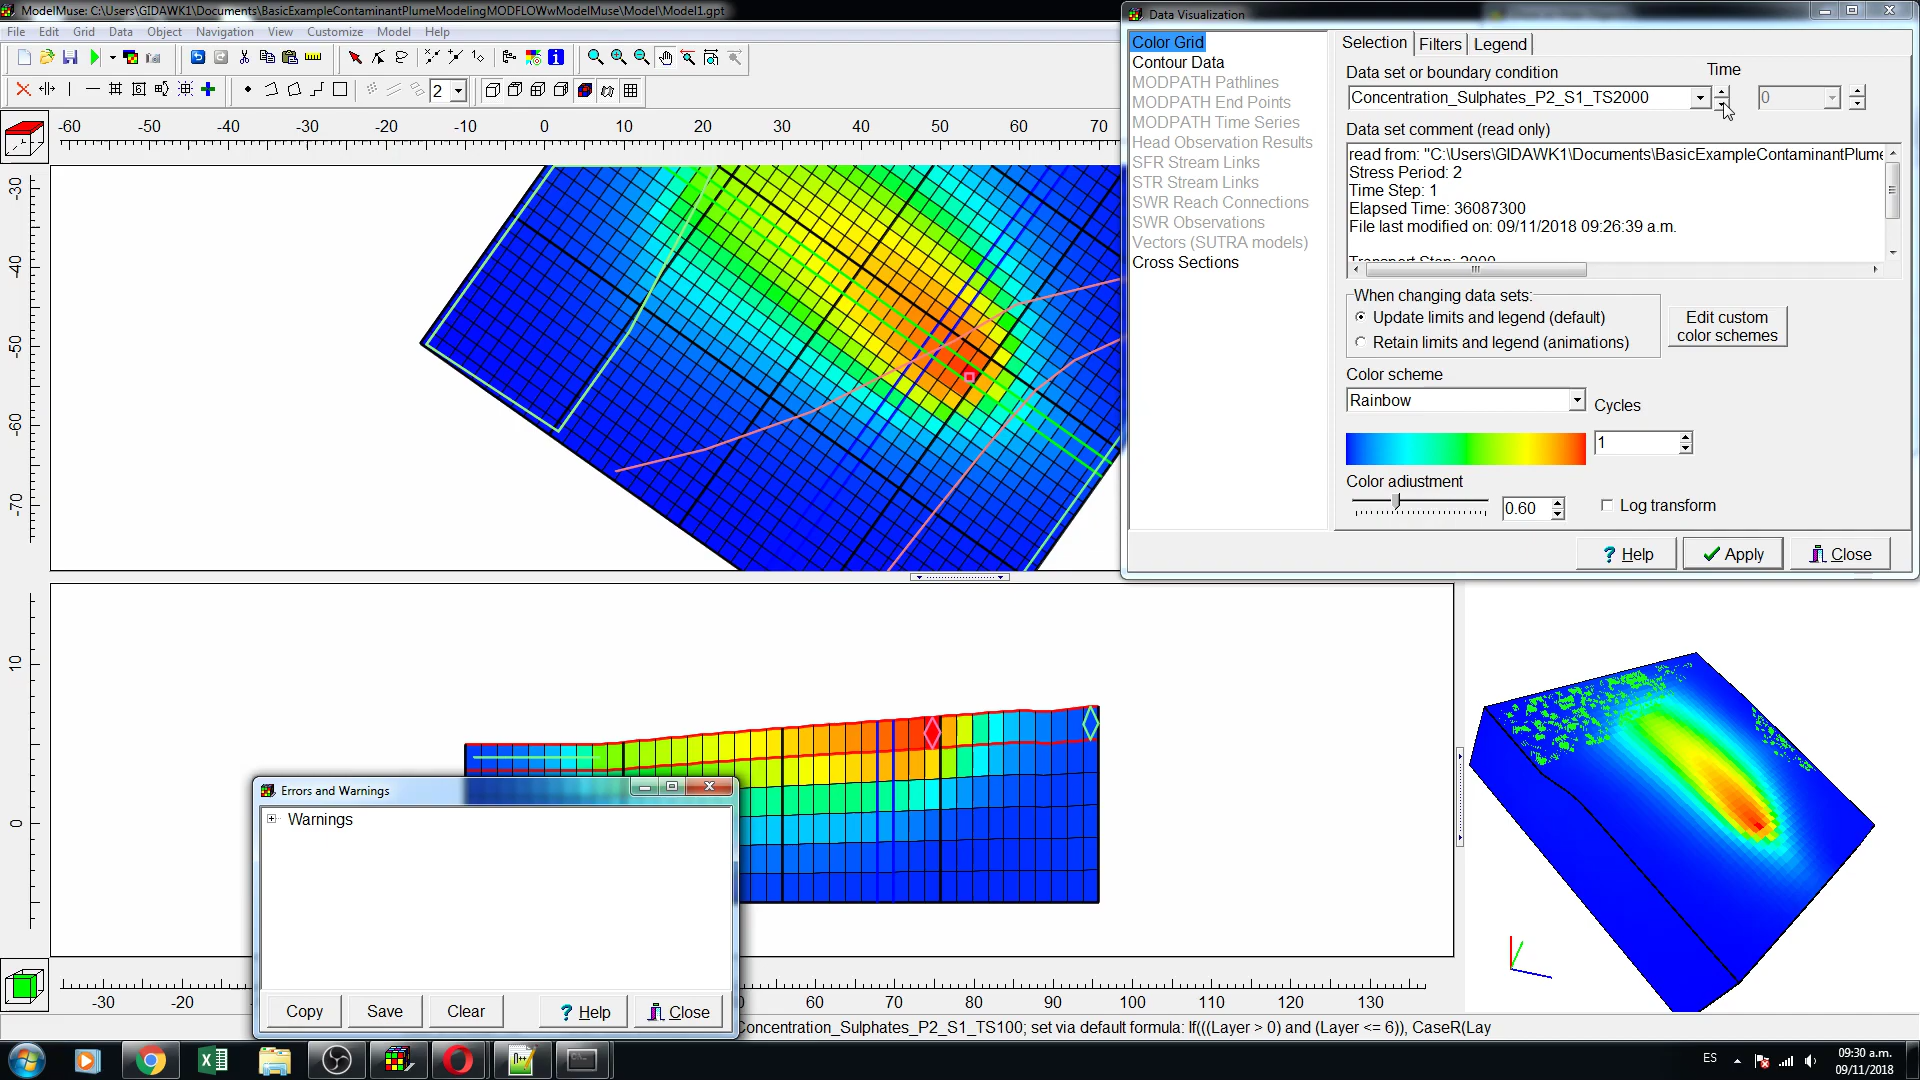 ModelMuse: C:\Users\GIDAWK1\Documents\BasicExampleContaminantPlumeModelingMODFLOWwModelMuse\Model\Model1.gpt
File Edit Grid Data Object Navigation View Customize Model Help
2
-60 -50 -40 -30 -20 -10 0 10 20 30 40 50 60 70
-30
-40
-50
-60
-70
Data Visualization
Color Grid
Contour Data
MODPATH Pathlines
MODPATH End Points
MODPATH Time Series
Head Observation Results
SFR Stream Links
STR Stream Links
SWR Reach Connections
SWR Observations
Vectors (SUTRA models)
Cross Sections
Selection Filters Legend
Data set or boundary condition
Time
Concentration_Sulphates_P2_S1_TS2000
0
Data set comment (read only)
read from: "C:\Users\GIDAWK1\Documents\BasicExampleContaminantPlume
Stress Period: 2
Time Step: 1
Elapsed Time: 36087300
File last modified on: 09/11/2018 09:26:39 a.m.
Transport Step: 2000
When changing data sets:
Update limits and legend (default)
Retain limits and legend (animations)
Edit custom
color schemes
Color scheme
Rainbow
Cycles
1
Color adjustment
0.60
Log transform
Help
Apply
Close
10
0
Errors and Warnings
Warnings
Copy Save Clear Help Close
-30 -20
60 70 80 90 100 110 120 130
Concentration_Sulphates_P2_S1_TS100; set via default formula: If(((Layer > 0) and (Layer <= 6)), CaseR(Lay
ES
09:30 a.m.
09/11/2018